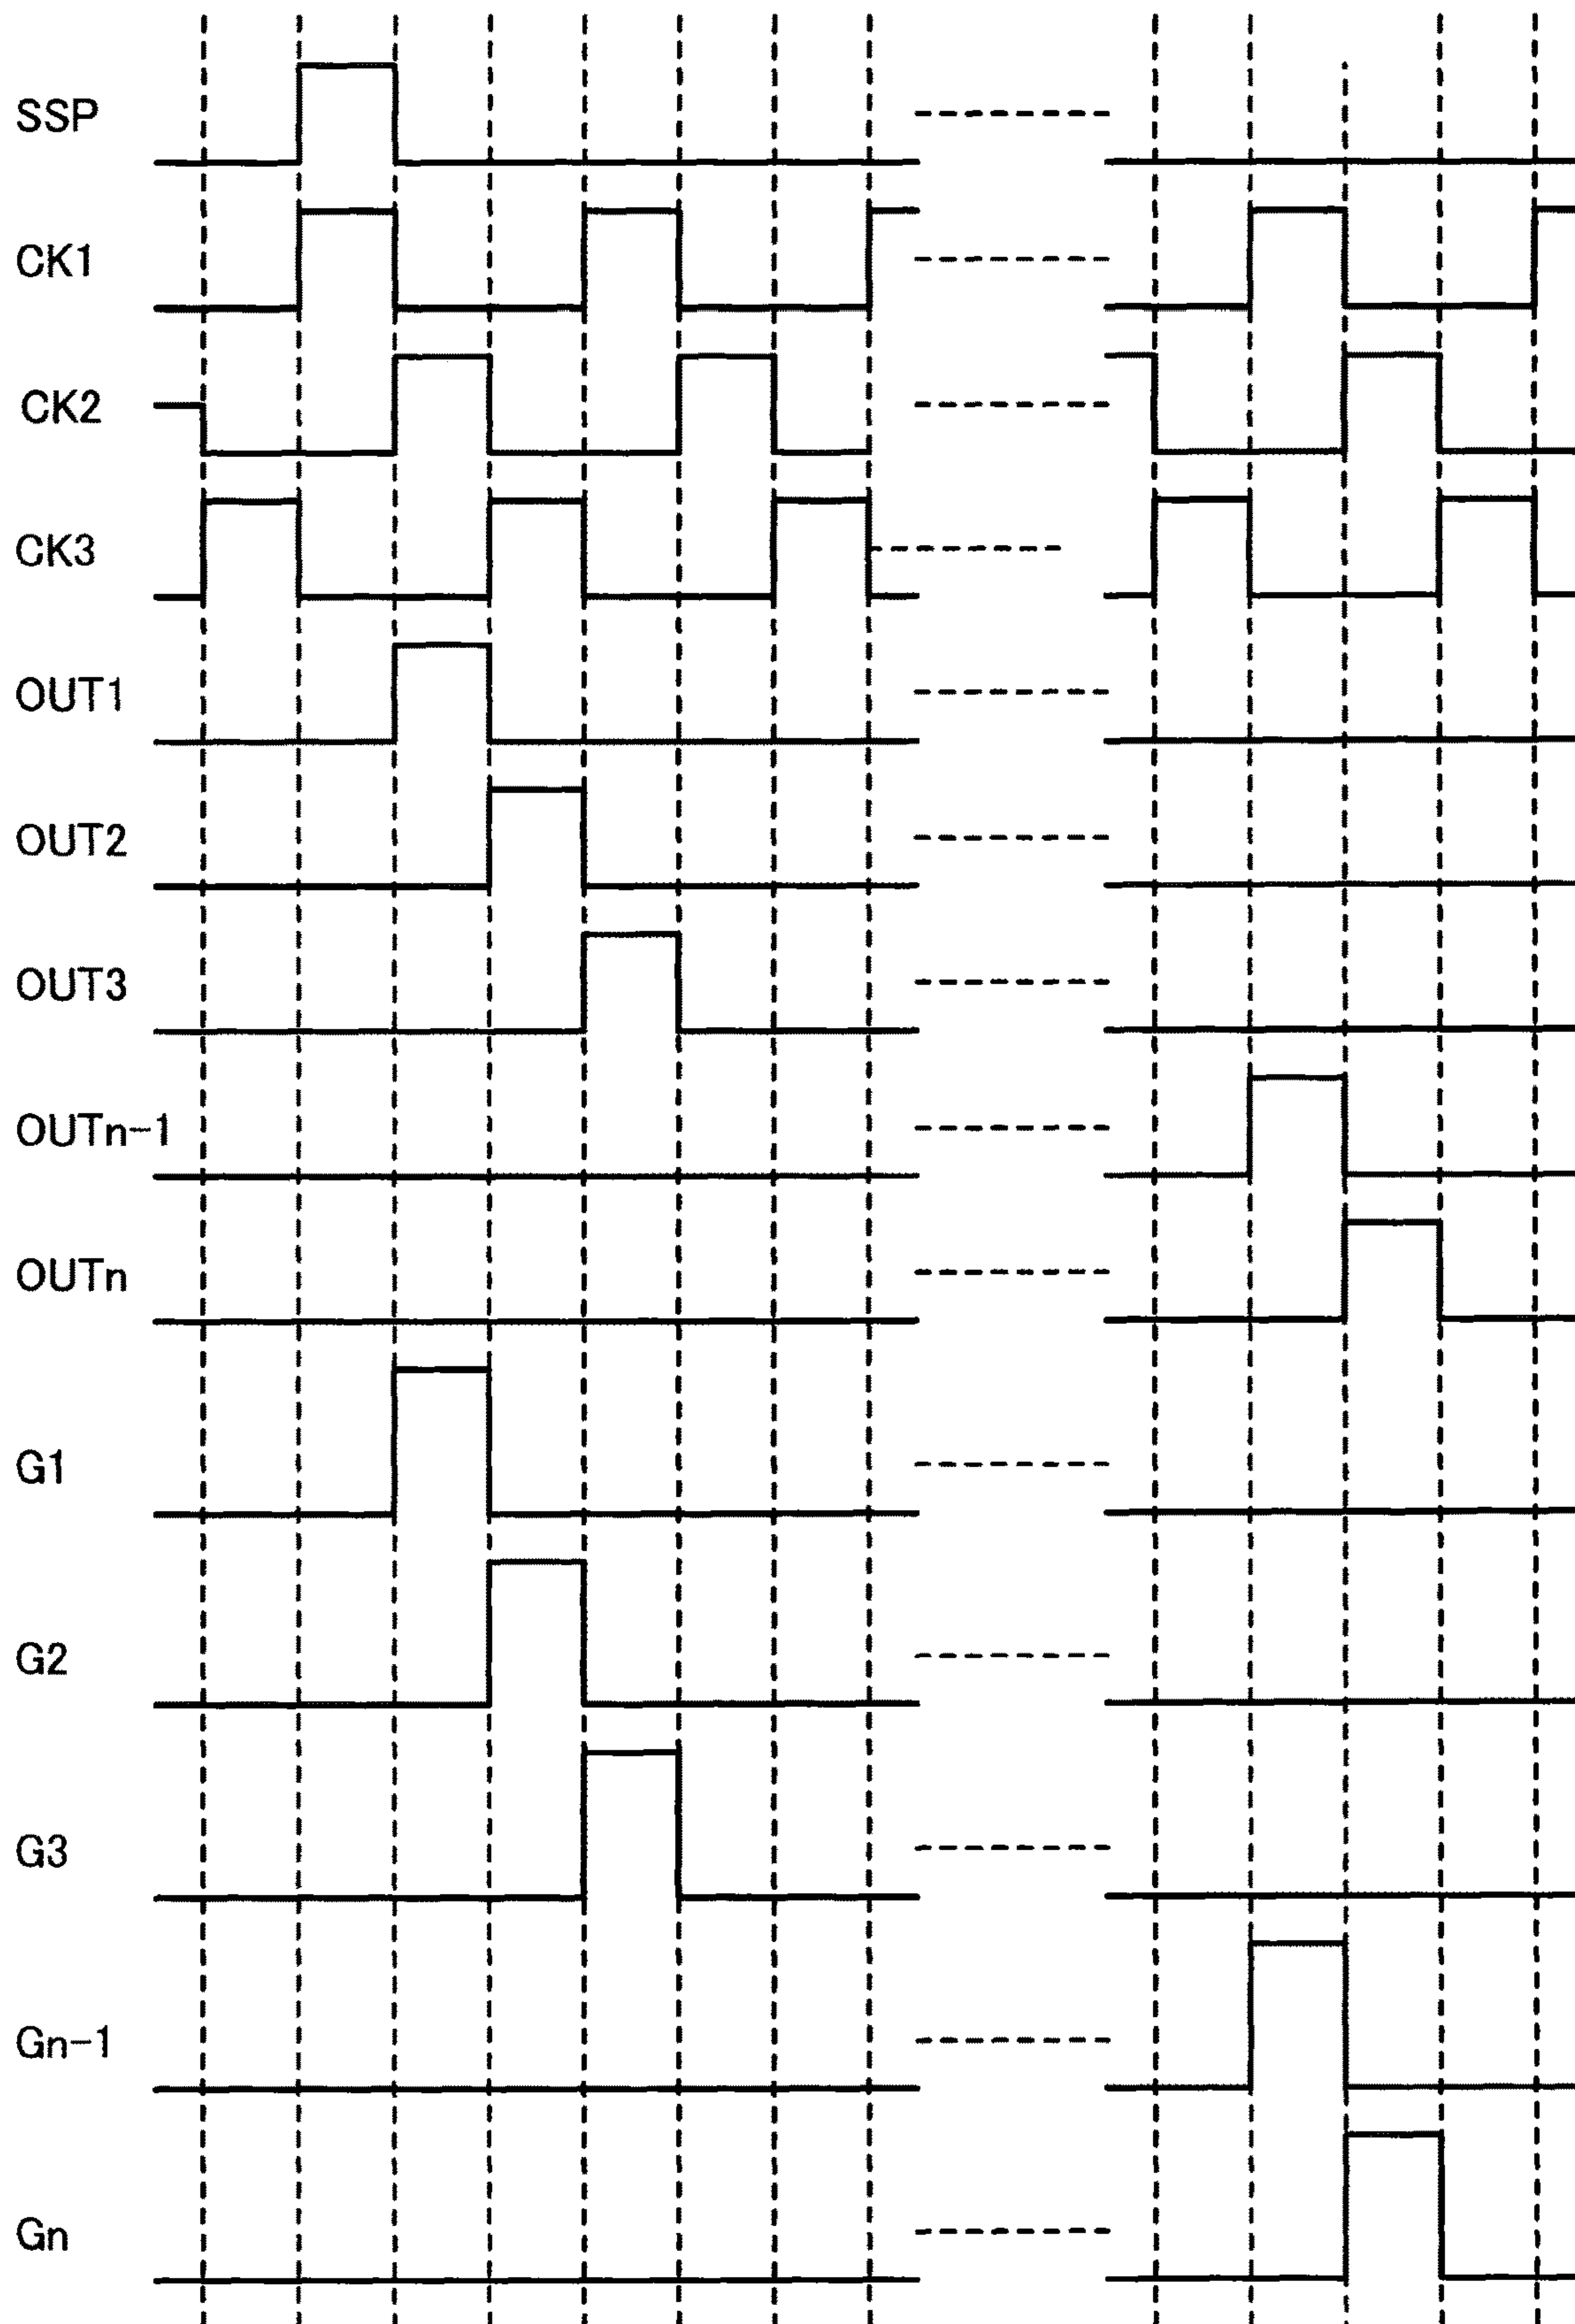 SSP
CK1
CK2
CK3
OUT1
OUT2
OUT3
OUTn-1
OUTn
G1
G2
G3
Gn-1
Gn